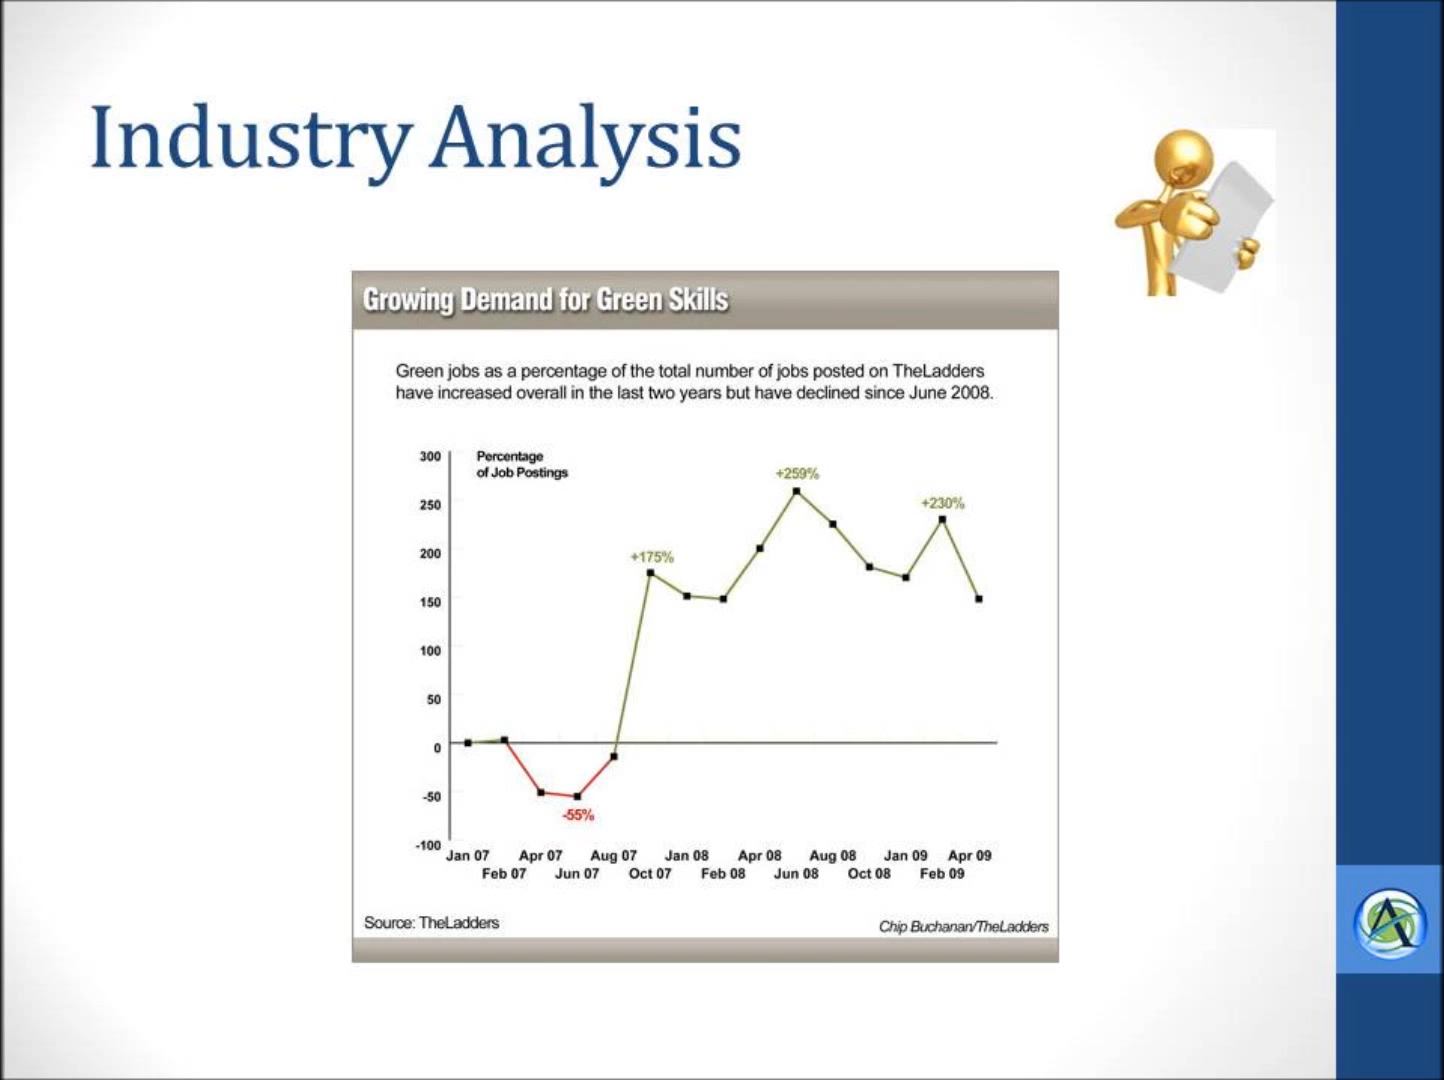 Industry Analysis
Growing Demand for Green Skills
Green jobs as a percentage of the total number of jobs posted on TheLadders
have increased overall in the last two years but have declined since June 2008.
Percentage
of Job Postings
300
250
200
150
100
50
0
-50
-100
+175%
+259%
+230%
-55%
Jan 07 Apr 07 Aug 07 Jan 08 Apr 08 Aug 08 Jan 09 Apr 09
Feb 07 Jun 07 Oct 07 Feb 08 Jun 08 Oct 08 Feb 09
Source: TheLadders
Chip Buchanan/TheLadders
A